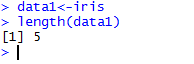 > data1<-iris
> length(data1)
[1] 5
>